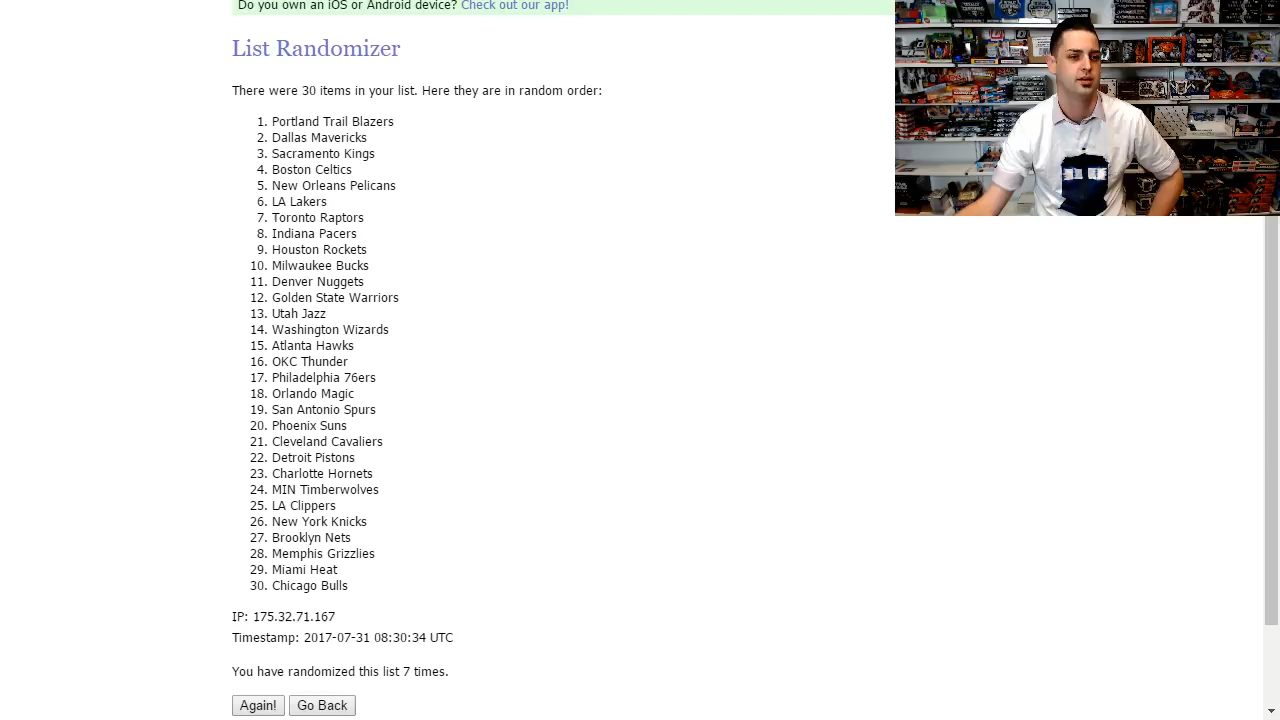 Do you own an iOS or Android device? Check out our app!
List Randomizer
There were 30 items in your list. Here they are in random order:
1. Portland Trail Blazers
2. Dallas Mavericks
3. Sacramento Kings
4. Boston Celtics
5. New Orleans Pelicans
6. LA Lakers
7. Toronto Raptors
8. Indiana Pacers
9. Houston Rockets
10. Milwaukee Bucks
11. Denver Nuggets
12. Golden State Warriors
13. Utah Jazz
14. Washington Wizards
15. Atlanta Hawks
16. OKC Thunder
17. Philadelphia 76ers
18. Orlando Magic
19. San Antonio Spurs
20. Phoenix Suns
21. Cleveland Cavaliers
22. Detroit Pistons
23. Charlotte Hornets
24. MIN Timberwolves
25. LA Clippers
26. New York Knicks
27. Brooklyn Nets
28. Memphis Grizzlies
29. Miami Heat
30. Chicago Bulls
IP: 175.32.71.167
Timestamp: 2017-07-31 08:30:34 UTC
You have randomized this list 7 times.
Again! Go Back